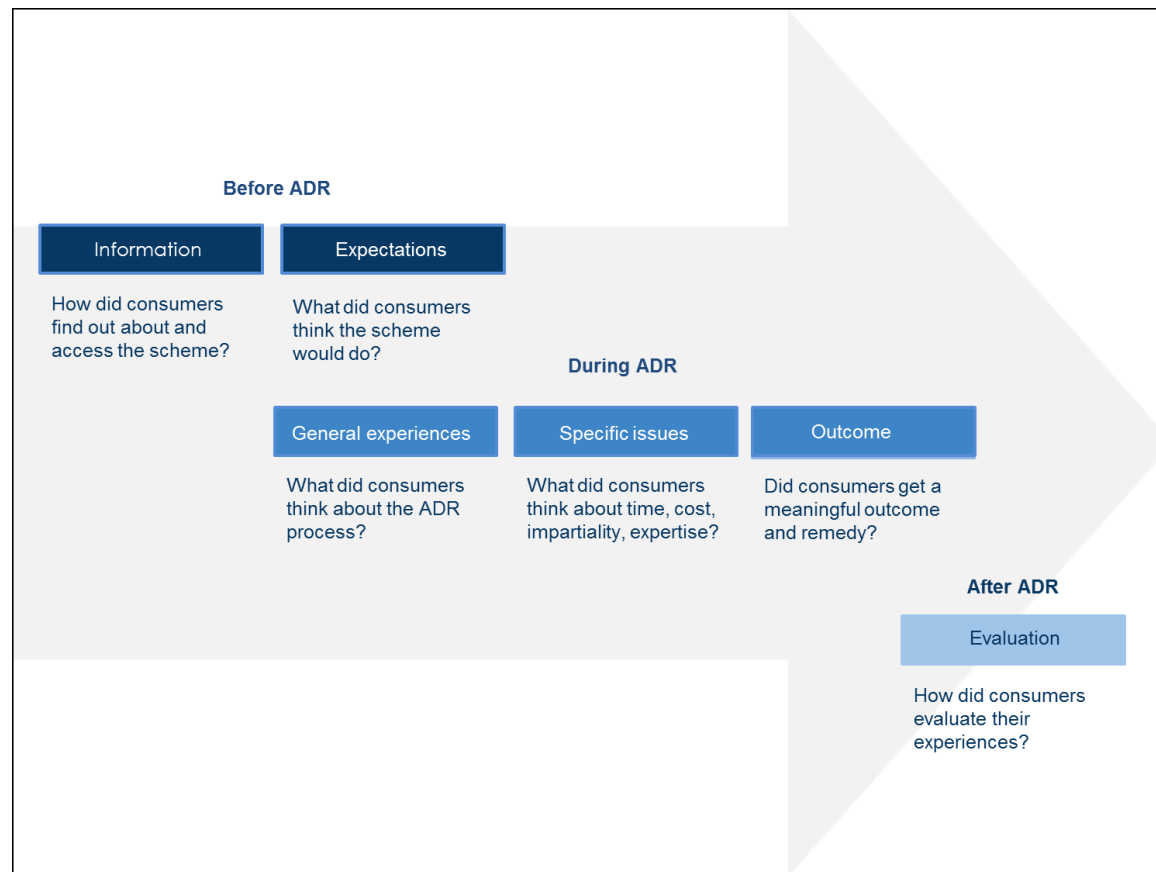 Before ADR
Information
Expectations
How did consumers
find out about and
access the scheme?
What did consumers
think the scheme
would do?
During ADR
General experiences
Specific issues
Outcome
What did consumers
think about the ADR
process?
What did consumers
think about time, cost,
impartiality, expertise?
Did consumers get a
meaningful outcome
and remedy?
After ADR
Evaluation
How did consumers
evaluate their
experiences?